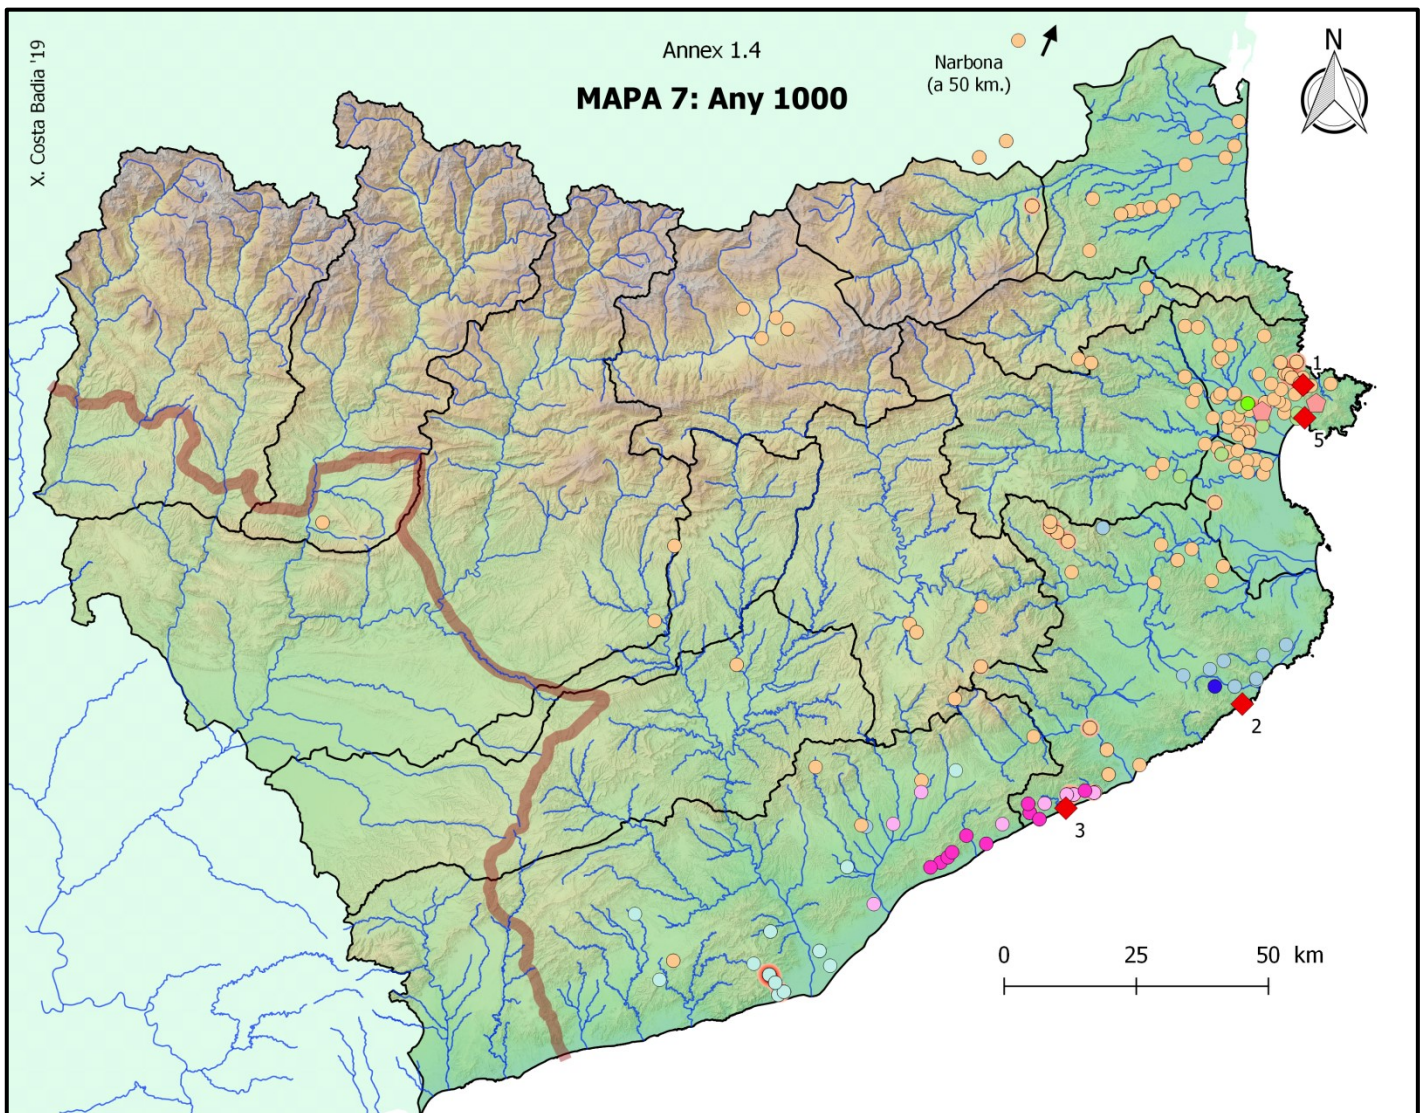 X. Costa Badia '19
Annex 1.4
MAPA 7: Any 1000
Narbona
(a 50 km.)
N
1
5
2
3
0 25 50 km